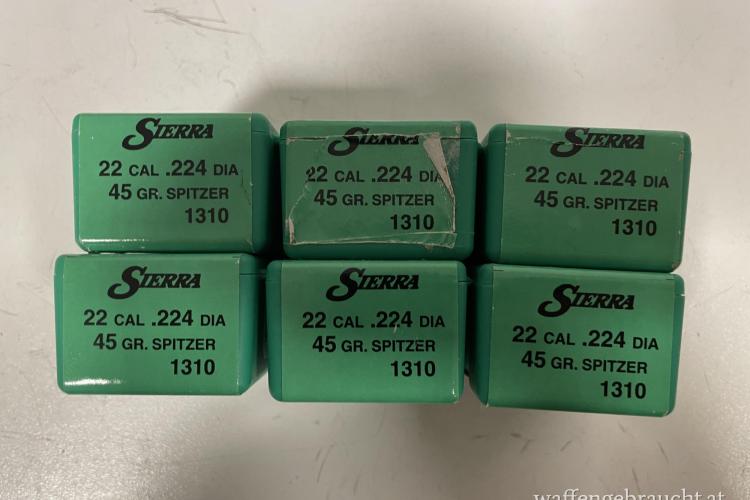 SIERRA
22 CAL .224 DIA
45 GR. SPITZER
1310
SIERRA
22 CAL .224 DIA
45 GR. SPITZER
1310
SIERRA
22 CAL .224 DIA
45 GR. SPITZER
1310
SIERRA
22 CAL .224 DIA
45 GR. SPITZER
1310
SIERRA
22 CAL .224 DIA
45 GR. SPITZER
1310
SIERRA
22 CAL .224 DIA
45 GR. SPITZER
1310
waffengebraucht.at